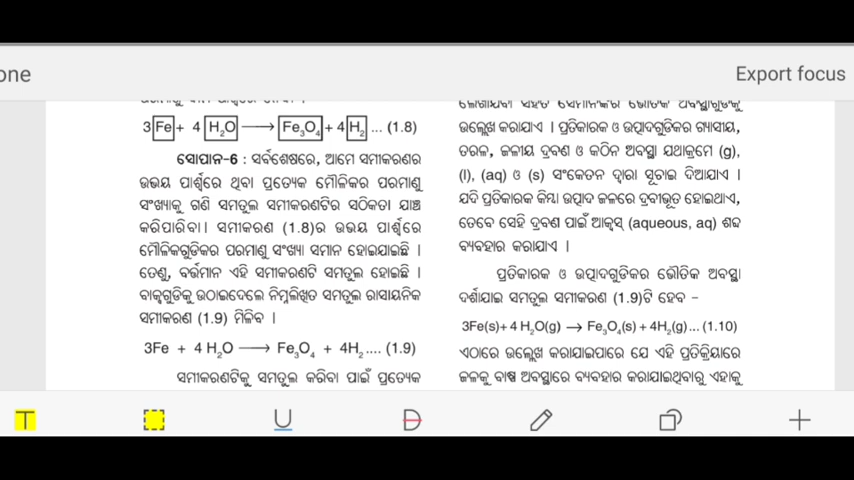 one
Export focus
3 Fe + 4 H₂O ⟶ Fe₃O₄ + 4 H₂ ... (1.8)
ସୋପାନ-6 : ସର୍ବଶେଷରେ, ଆମେ ସମୀକରଣର
ଉଭୟ ପାର୍ଶ୍ୱରେ ଥିବା ପ୍ରତ୍ୟେକ ମୌଳିକର ପରମାଣୁ
ସଂଖ୍ୟାକୁ ଗଣି ସମତୁଲ ସମୀକରଣଟିର ସଠିକତା ଯାଞ୍ଚ
କରିପାରିବା। ସମୀକରଣ (1.8)ର ଉଭୟ ପାର୍ଶ୍ୱରେ
ମୌଳିକଗୁଡିକର ପରମାଣୁ ସଂଖ୍ୟା ସମାନ ହୋଇଯାଇଛି ।
ତେଣୁ, ବର୍ତ୍ତମାନ ଏହି ସମୀକରଣଟି ସମତୁଲ ହୋଇଛି ।
ବାକ୍ସଗୁଡିକୁ ଉଠାଇଦେଲେ ନିମ୍ନଲିଖିତ ସମତୁଲ ରାସାୟନିକ
ସମୀକରଣ (1.9) ମିଳିବ ।
3Fe + 4 H₂O ⟶ Fe₃O₄ + 4H₂ .... (1.9)
ସମୀକରଣଟିକୁ ସମତୁଲ କରିବା ପାଇଁ ପ୍ରତ୍ୟେକ
ଉଲ୍ଲେଖ କରାଯାଏ । ପ୍ରତିକାରକ ଓ ଉତ୍ପାଦଗୁଡିକର ଗ୍ୟାସୀୟ,
ତରଳ, ଜଳୀୟ ଦ୍ରବଣ ଓ କଠିନ ଅବସ୍ଥା ଯଥାକ୍ରମେ (g),
(l), (aq) ଓ (s) ସଂକେତନ ଦ୍ୱାରା ସୂଚାଇ ଦିଆଯାଏ ।
ଯଦି ପ୍ରତିକାରକ କିମ୍ବା ଉତ୍ପାଦ ଜଳରେ ଦ୍ରବୀଭୂତ ହୋଇଥାଏ,
ତେବେ ସେହି ଦ୍ରବଣ ପାଇଁ ଆକ୍ୱସ୍ (aqueous, aq) ଶବ୍ଦ
ବ୍ୟବହାର କରାଯାଏ ।
ପ୍ରତିକାରକ ଓ ଉତ୍ପାଦଗୁଡିକର ଭୌତିକ ଅବସ୍ଥା
ଦର୍ଶାଯାଇ ସମତୁଲ ସମୀକରଣ (1.9)ଟି ହେବ –
3Fe(s)+ 4 H₂O(g) → Fe₃O₄(s) + 4H₂(g)... (1.10)
ଏଠାରେ ଉଲ୍ଲେଖ କରାଯାଇପାରେ ଯେ ଏହି ପ୍ରତିକ୍ରିୟାରେ
ଜଳକୁ ବାଷ୍ପ ଅବସ୍ଥାରେ ବ୍ୟବହାର କରାଯାଇଥିବାରୁ ଏହାକୁ